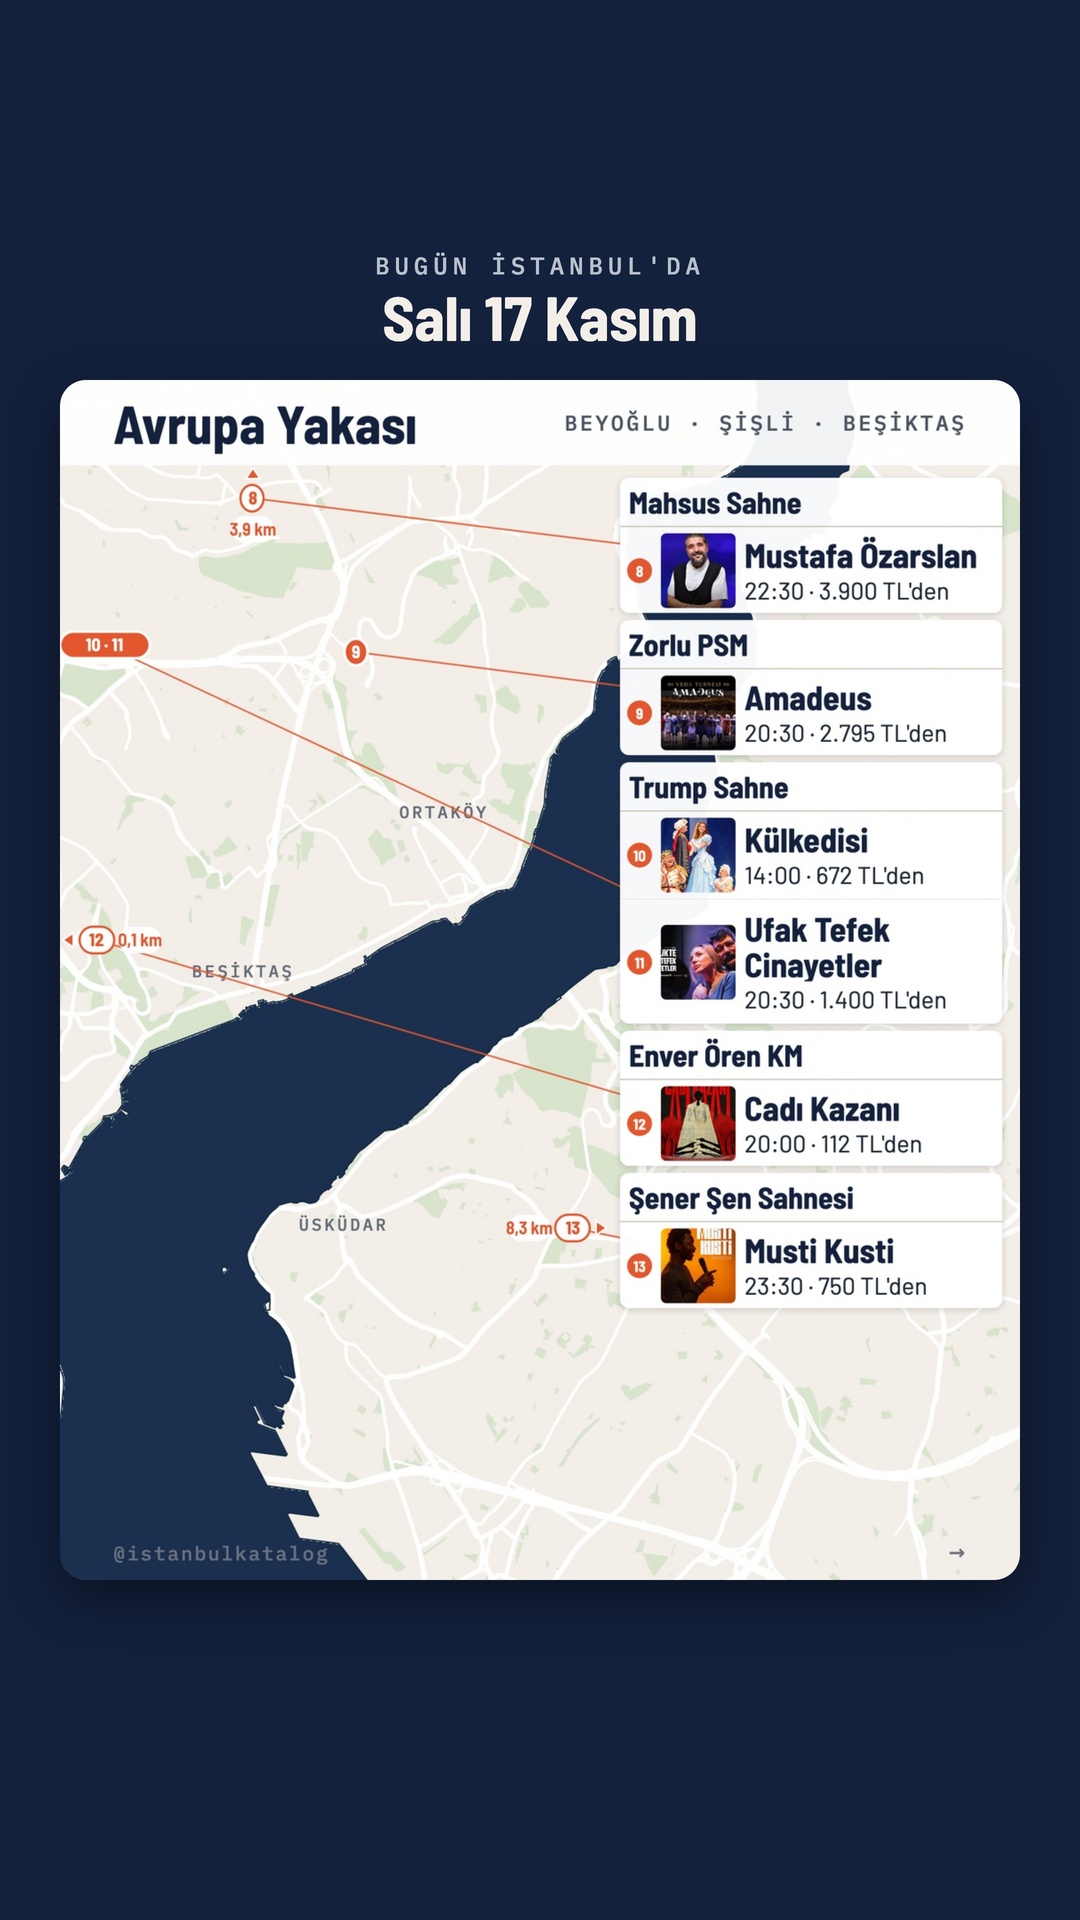 BUGÜN İSTANBUL'DA
Salı 17 Kasım
Avrupa Yakası
BEYOĞLU · ŞİŞLİ · BEŞİKTAŞ
8
3,9 km
10 · 11
9
ORTAKÖY
12 0,1 km
BEŞİKTAŞ
ÜSKÜDAR
8,3 km 13
Mahsus Sahne
8
Mustafa Özarslan
22:30 · 3.900 TL'den
Zorlu PSM
9
VEDA TURNESİ
AMADEUS
Amadeus
20:30 · 2.795 TL'den
Trump Sahne
10
Külkedisi
14:00 · 672 TL'den
11
Ufak Tefek
Cinayetler
20:30 · 1.400 TL'den
Enver Ören KM
12
Cadı Kazanı
20:00 · 112 TL'den
Şener Şen Sahnesi
13
MUSTI
KUSTI
Musti Kusti
23:30 · 750 TL'den
@istanbulkatalog
→